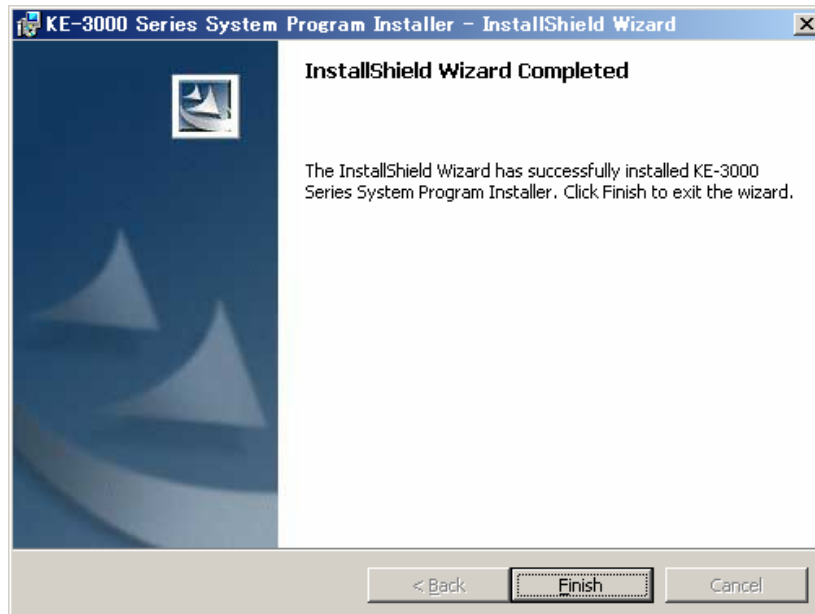 KE-3000 Series System Program Installer - InstallShield Wizard
InstallShield Wizard Completed
The InstallShield Wizard has successfully installed KE-3000
Series System Program Installer. Click Finish to exit the wizard.
< Back
Finish
Cancel